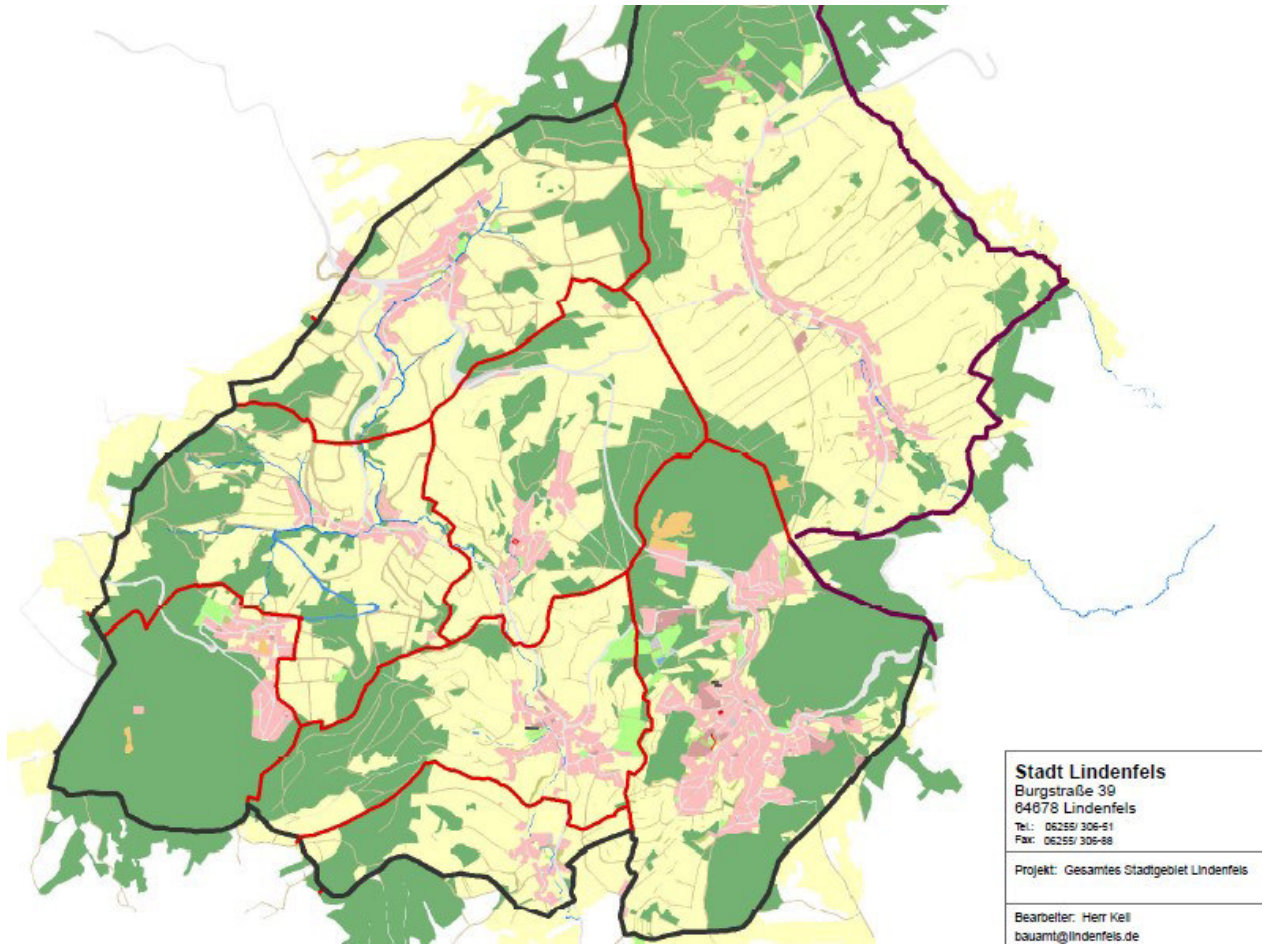 Stadt Lindenfels
Burgstraße 39
64678 Lindenfels
Tel.: 06255/ 306-51
Fax: 06255/ 306-88
Projekt: Gesamtes Stadtgebiet Lindenfels
Bearbeiter: Herr Keil
bauamt@lindenfels.de